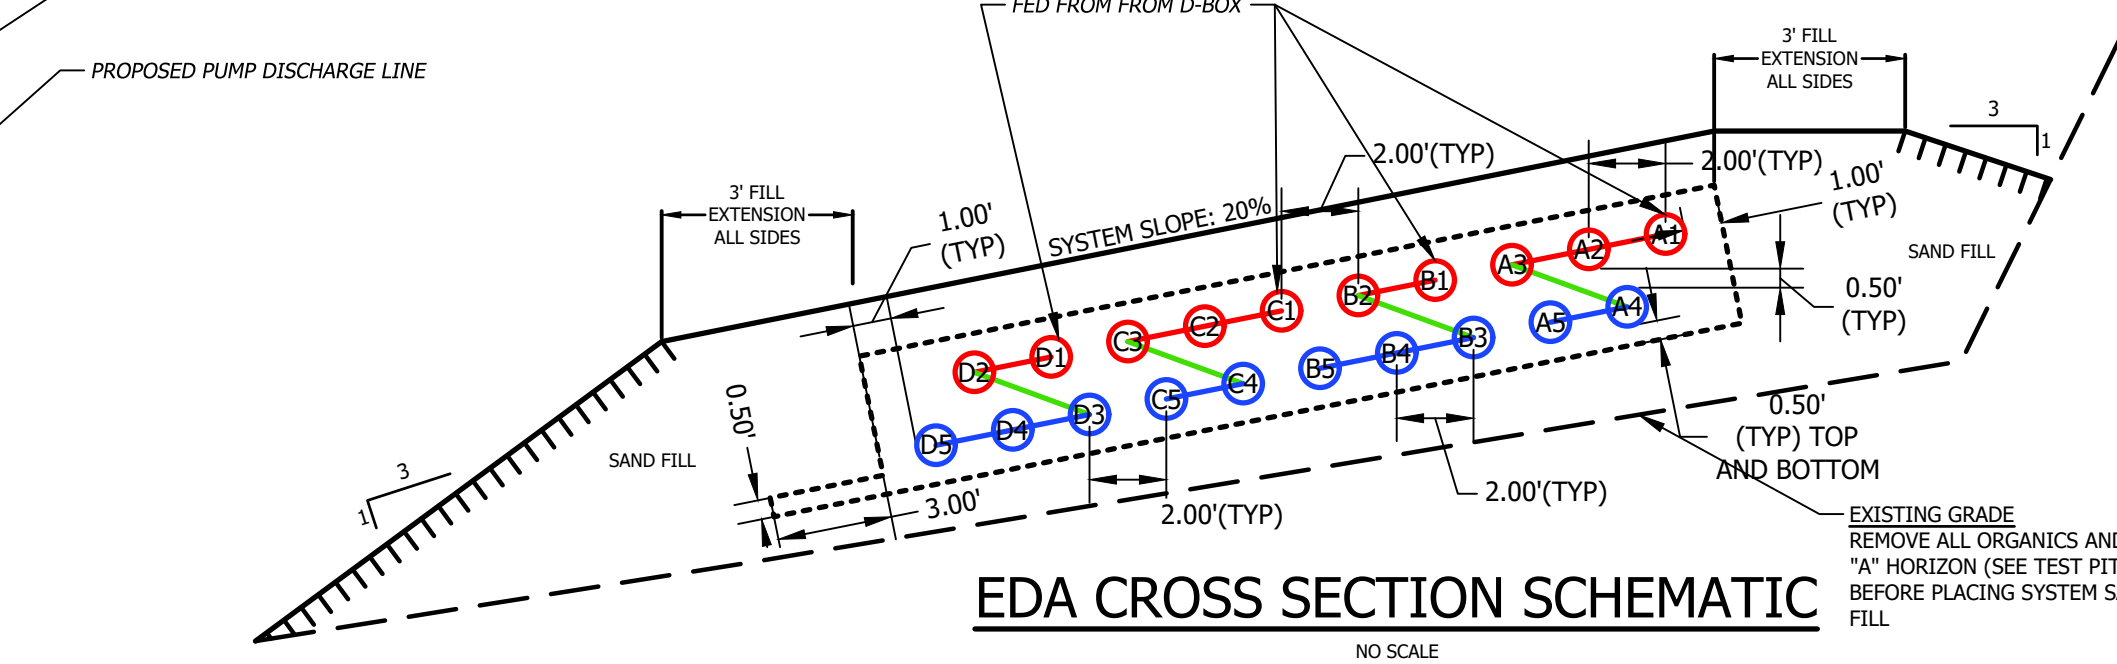 FED FROM FROM D-BOX
PROPOSED PUMP DISCHARGE LINE
3' FILL
EXTENSION
ALL SIDES
3
1
2.00'(TYP)
2.00'(TYP)
1.00'
(TYP)
3' FILL
EXTENSION
ALL SIDES
1.00'
(TYP)
SYSTEM SLOPE: 20%
SAND FILL
A1
A2
A3
B1
B2
C1
C2
C3
D1
D2
A4
A5
B3
B4
B5
C4
C5
D3
D4
D5
0.50'
(TYP)
0.50'
(TYP) TOP
AND BOTTOM
0.50'
SAND FILL
3
1
3.00'
2.00'(TYP)
2.00'(TYP)
EXISTING GRADE
REMOVE ALL ORGANICS AND
"A" HORIZON (SEE TEST PIT
BEFORE PLACING SYSTEM SA
FILL
EDA CROSS SECTION SCHEMATIC
NO SCALE